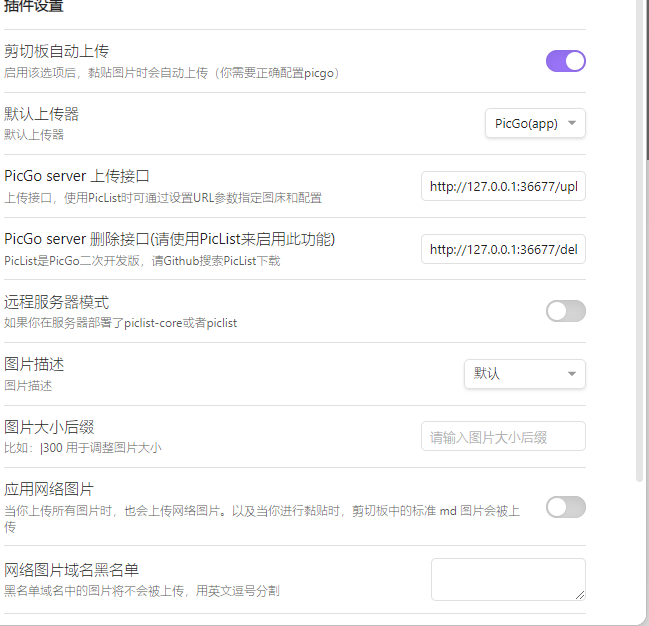 插件设置
剪切板自动上传
启用该选项后，黏贴图片时会自动上传（你需要正确配置picgo）
默认上传器
默认上传器
PicGo(app)
PicGo server 上传接口
上传接口，使用PicList时可通过设置URL参数指定图床和配置
http://127.0.0.1:36677/upl
PicGo server 删除接口(请使用PicList来启用此功能)
PicList是PicGo二次开发版，请Github搜索PicList下载
http://127.0.0.1:36677/del
远程服务器模式
如果你在服务器部署了piclist-core或者piclist
图片描述
图片描述
默认
图片大小后缀
比如：|300 用于调整图片大小
请输入图片大小后缀
应用网络图片
当你上传所有图片时，也会上传网络图片。以及当你进行黏贴时，剪切板中的标准 md 图片会被上
传
网络图片域名黑名单
黑名单域名中的图片将不会被上传，用英文逗号分割